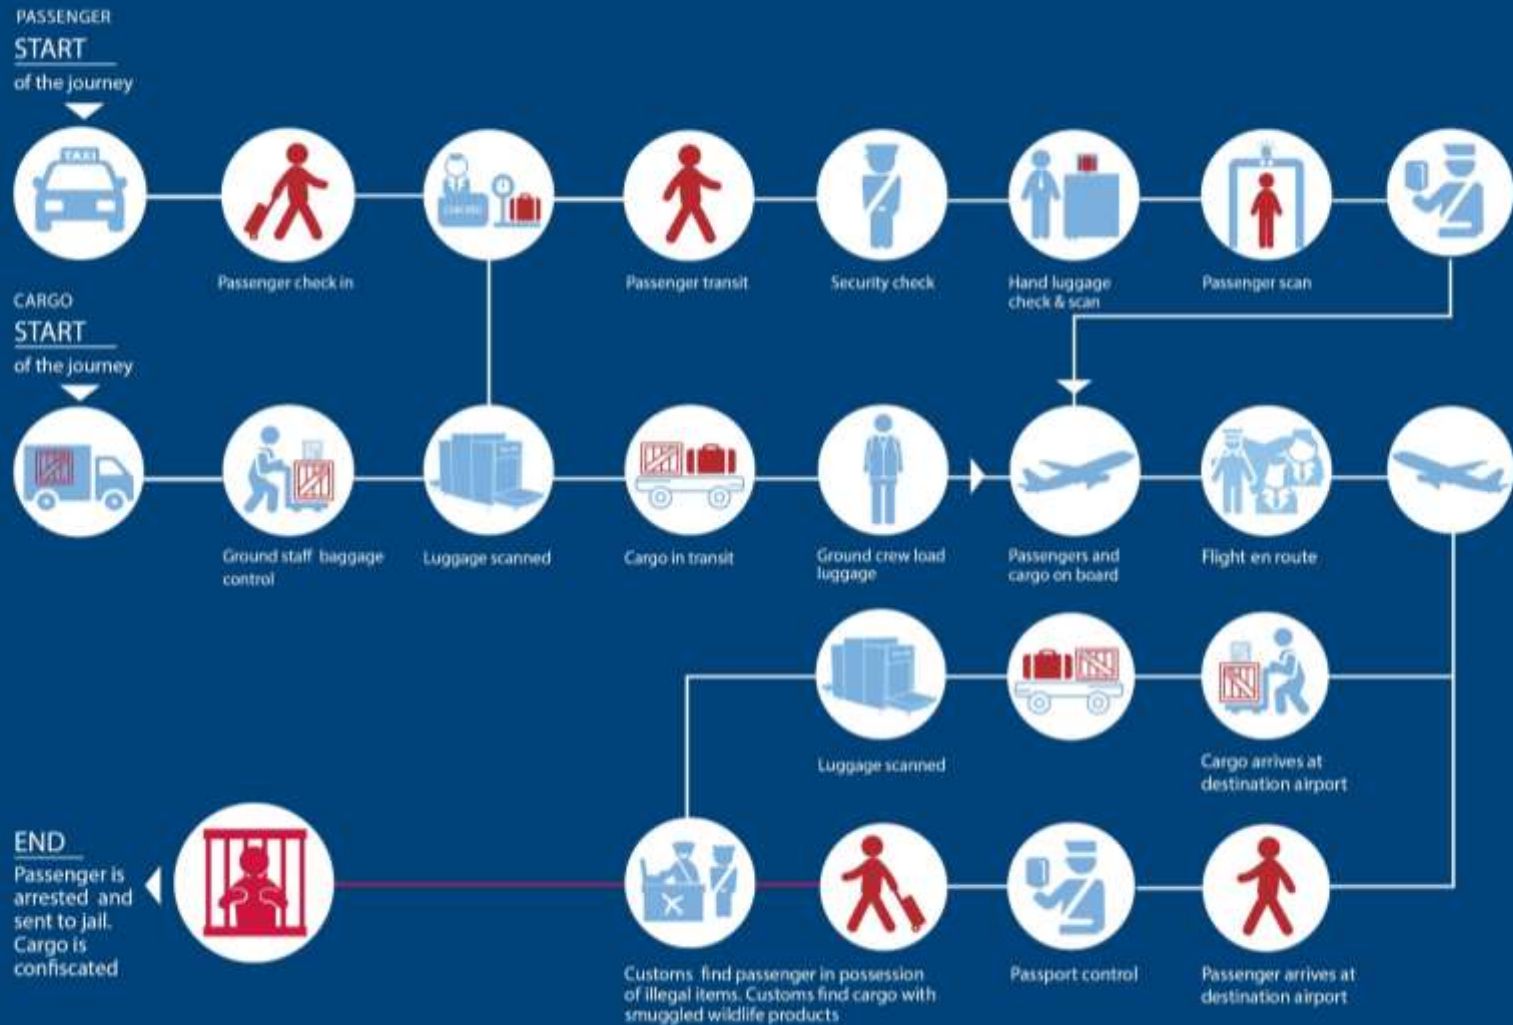 PASSENGER
START
of the journey
TAXI
Passenger check in
Passenger transit
Security check
Hand luggage
check & scan
Passenger scan
CARGO
START
of the journey
Ground staff baggage
control
Luggage scanned
Cargo in transit
Ground crew load
luggage
Passengers and
cargo on board
Flight en route
Luggage scanned
Cargo arrives at
destination airport
END
Passenger is
arrested and
sent to jail.
Cargo is
confiscated
Customs find passenger in possession
of illegal items. Customs find cargo with
smuggled wildlife products
Passport control
Passenger arrives at
destination airport